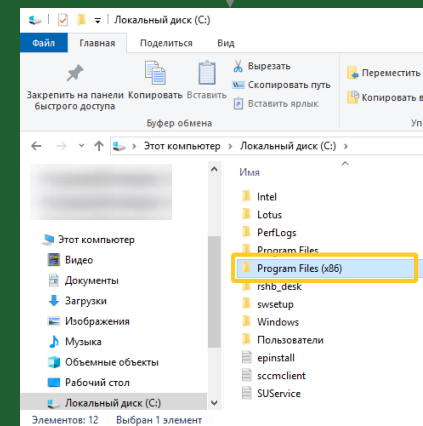 Локальный диск (C:)
Файл Главная Поделиться Вид
Закрепить на панели быстрого доступа
Копировать
Вставить
Вырезать
Скопировать путь
Вставить ярлык
Переместить
Копировать в
Буфер обмена
Уп
Этот компьютер > Локальный диск (C:) >
Имя
Intel
Lotus
PerfLogs
Program Files
Program Files (x86)
rshb_desk
swsetup
Windows
Пользователи
epinstall
sccmclient
SUService
Этот компьютер
Видео
Документы
Загрузки
Изображения
Музыка
Объемные объекты
Рабочий стол
Локальный диск (C:)
Элементов: 12 Выбран 1 элемент